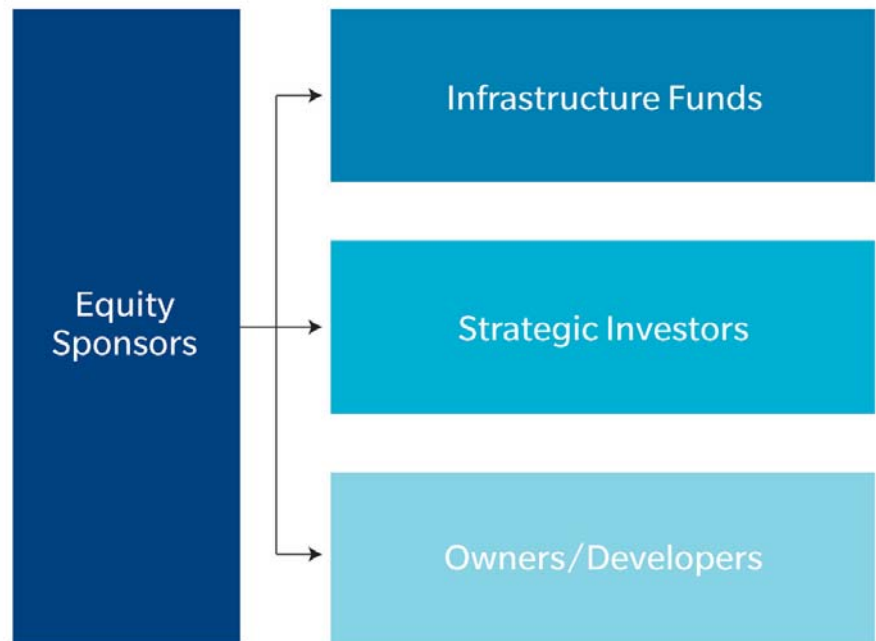 Equity
Sponsors
Infrastructure Funds
Strategic Investors
Owners/Developers